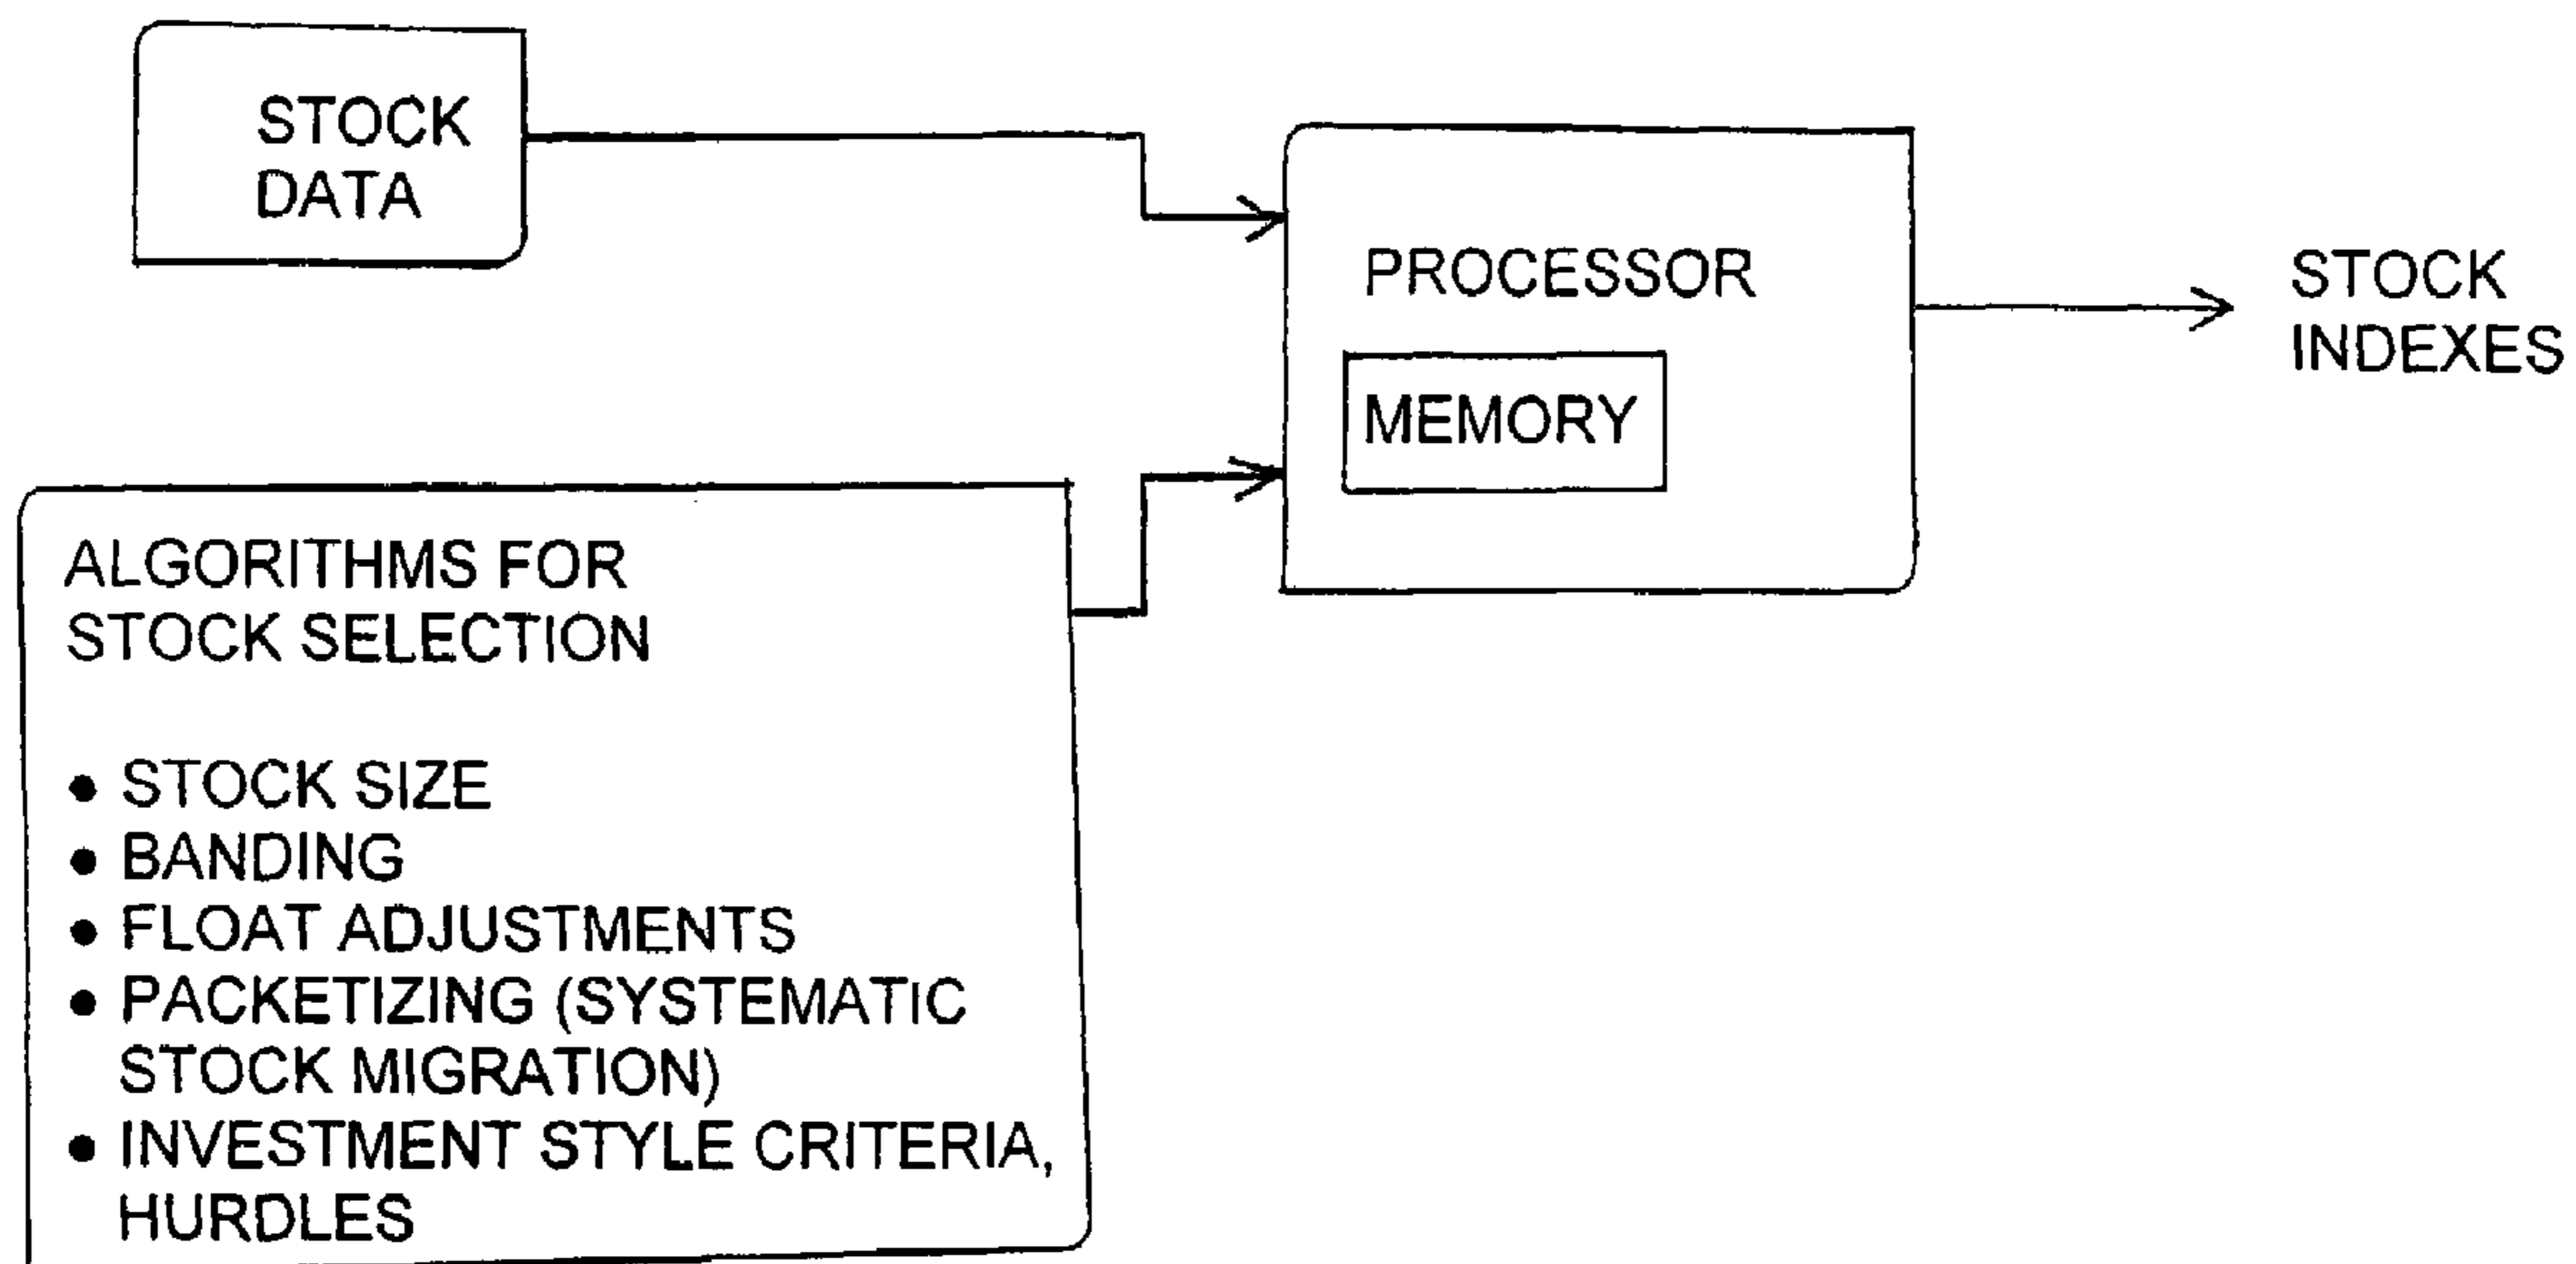 STOCK
DATA
PROCESSOR
MEMORY
STOCK
INDEXES
ALGORITHMS FOR
STOCK SELECTION
• STOCK SIZE
• BANDING
• FLOAT ADJUSTMENTS
• PACKETIZING (SYSTEMATIC
STOCK MIGRATION)
• INVESTMENT STYLE CRITERIA,
HURDLES